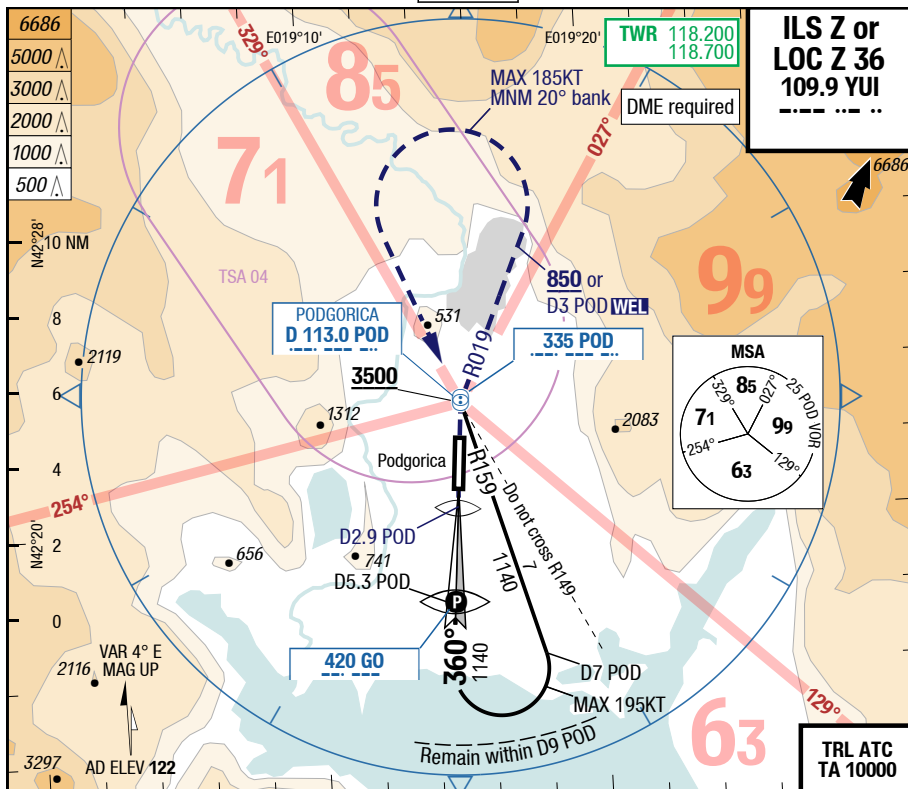 6686
5000
3000
2000
1000
500
E019°10'
E019°20'
329°
85
71
TWR 118.200
118.700
ILS Z or
LOC Z 36
109.9 YUI
MAX 185KT
MNM 20° bank
DME required
027°
6686
N42°28'
10 NM
TSA 04
99
850 or
D3 POD WEL
PODGORICA
D 113.0 POD
531
R019
335 POD
8
2119
3500
6
1312
2083
MSA
85
329°
027°
25 POD VOR
71
99
254°
129°
63
4
Podgorica
R159
Do not cross R149
254°
N42°20'
2
D2.9 POD
656
741
D5.3 POD
7
1140
0
P
360°
1140
420 GO
VAR 4° E
MAG UP
2116
D7 POD
MAX 195KT
129°
63
Remain within D9 POD
3297
AD ELEV 122
TRL ATC
TA 10000